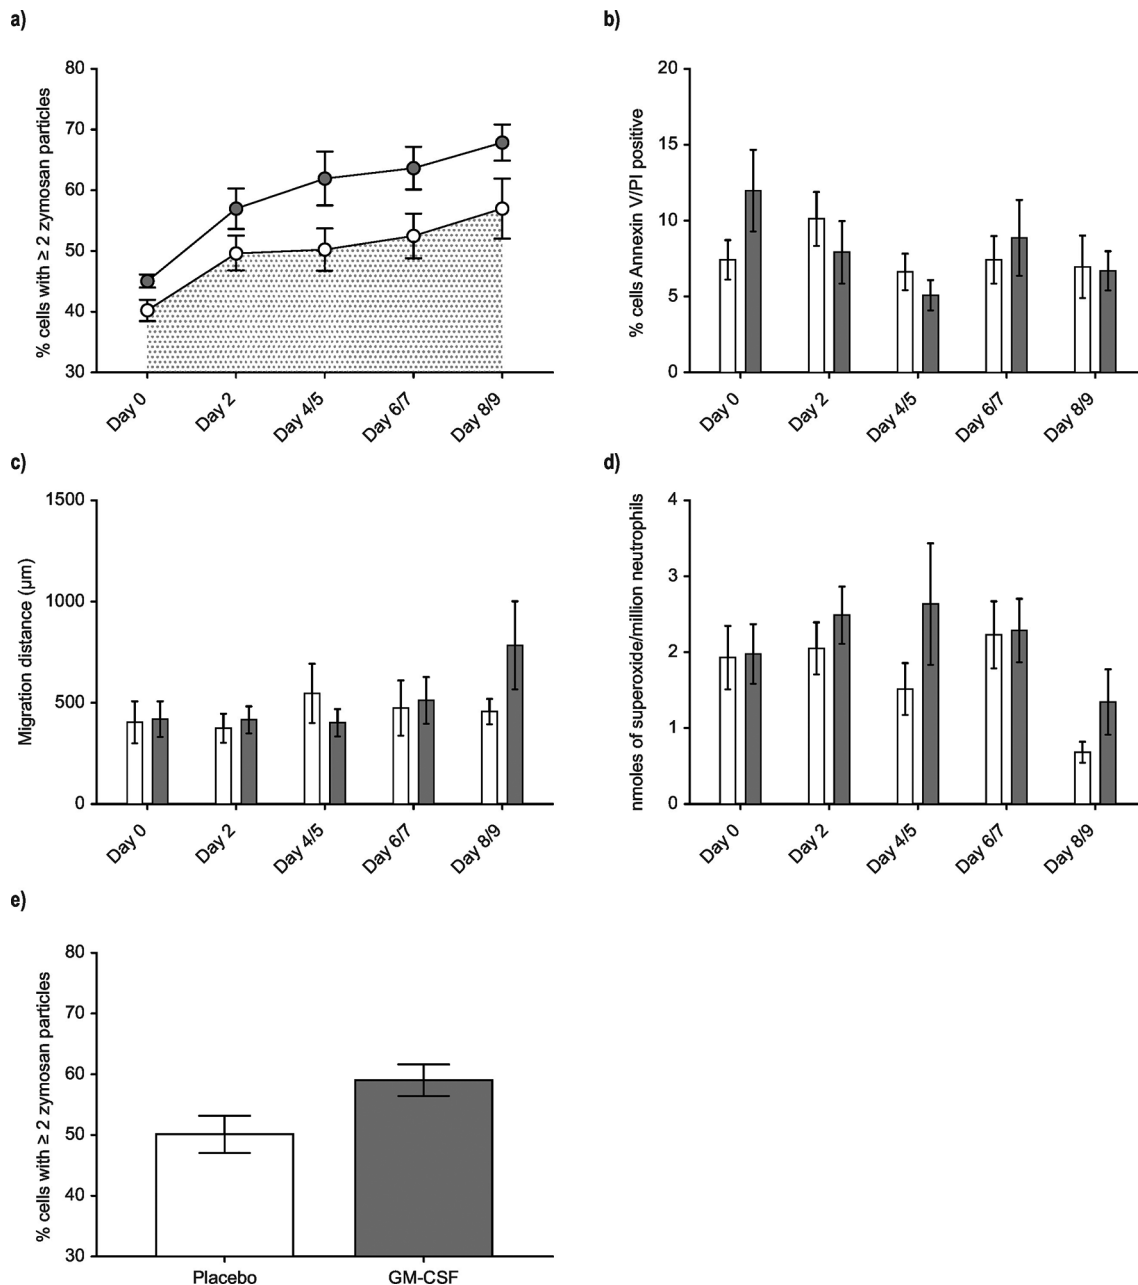 a)
% cells with ≥ 2 zymosan particles
80
70
60
50
40
30
Day 0
Day 2
Day 4/5
Day 6/7
Day 8/9
b)
% cells Annexin V/PI positive
20
15
10
5
0
Day 0
Day 2
Day 4/5
Day 6/7
Day 8/9
c)
Migration distance (µm)
1500
1000
500
0
Day 0
Day 2
Day 4/5
Day 6/7
Day 8/9
d)
nmoles of superoxide/million neutrophils
4
3
2
1
0
Day 0
Day 2
Day 4/5
Day 6/7
Day 8/9
e)
% cells with ≥ 2 zymosan particles
80
70
60
50
40
30
Placebo
GM-CSF